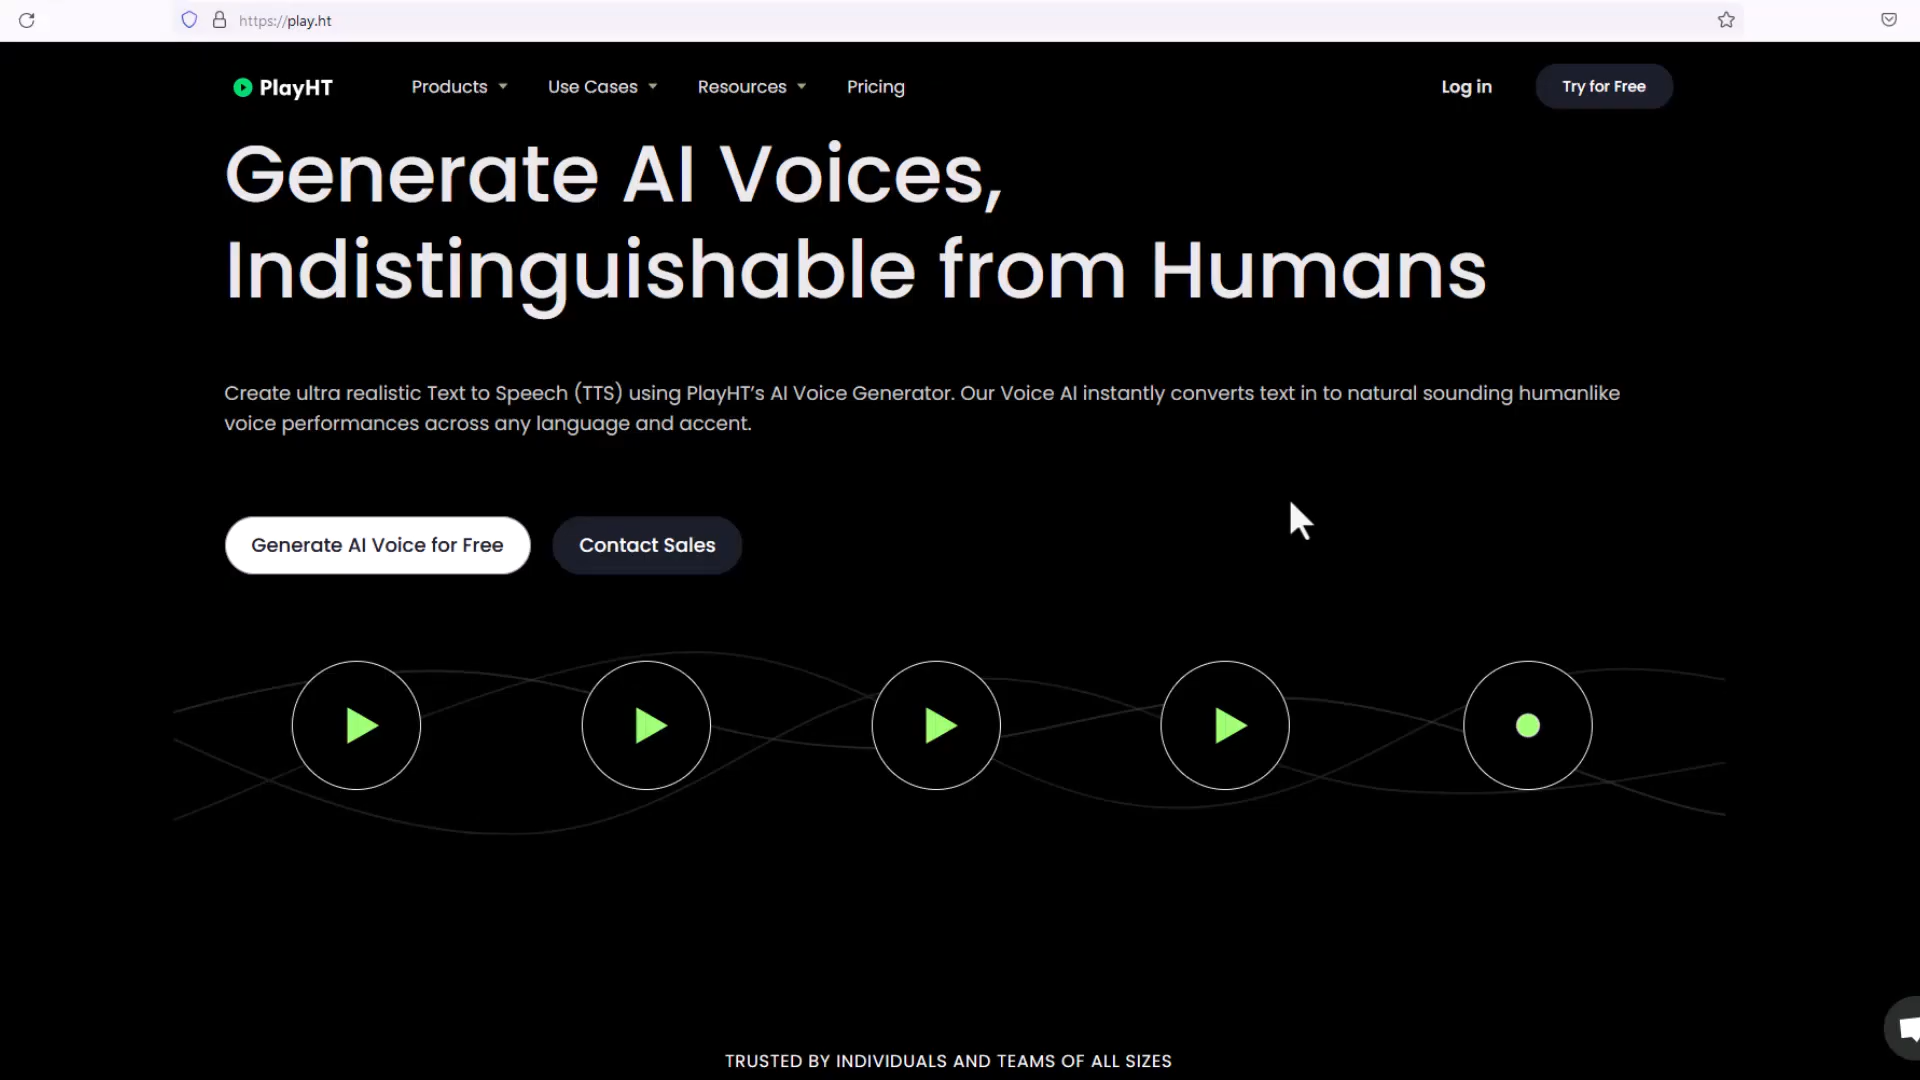 https://play.ht
PlayHT Products Use Cases Resources Pricing Log in Try for Free
Generate AI Voices,
Indistinguishable from Humans
Create ultra realistic Text to Speech (TTS) using PlayHT’s AI Voice Generator. Our Voice AI instantly converts text in to natural sounding humanlike
voice performances across any language and accent.
Generate AI Voice for Free Contact Sales
TRUSTED BY INDIVIDUALS AND TEAMS OF ALL SIZES